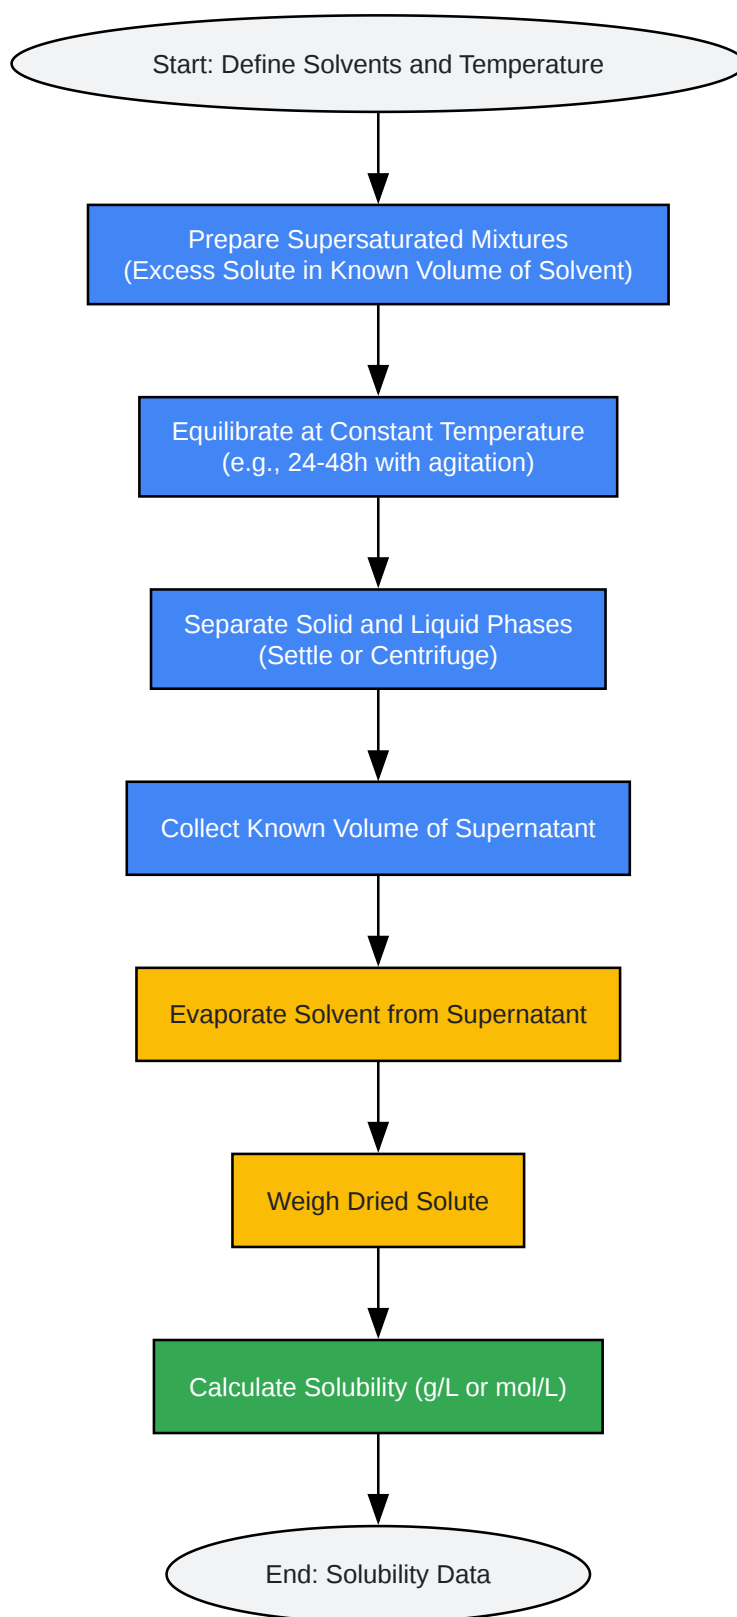 Start: Define Solvents and Temperature
Prepare Supersaturated Mixtures
(Excess Solute in Known Volume of Solvent)
Equilibrate at Constant Temperature
(e.g., 24-48h with agitation)
Separate Solid and Liquid Phases
(Settle or Centrifuge)
Collect Known Volume of Supernatant
Evaporate Solvent from Supernatant
Weigh Dried Solute
Calculate Solubility (g/L or mol/L)
End: Solubility Data